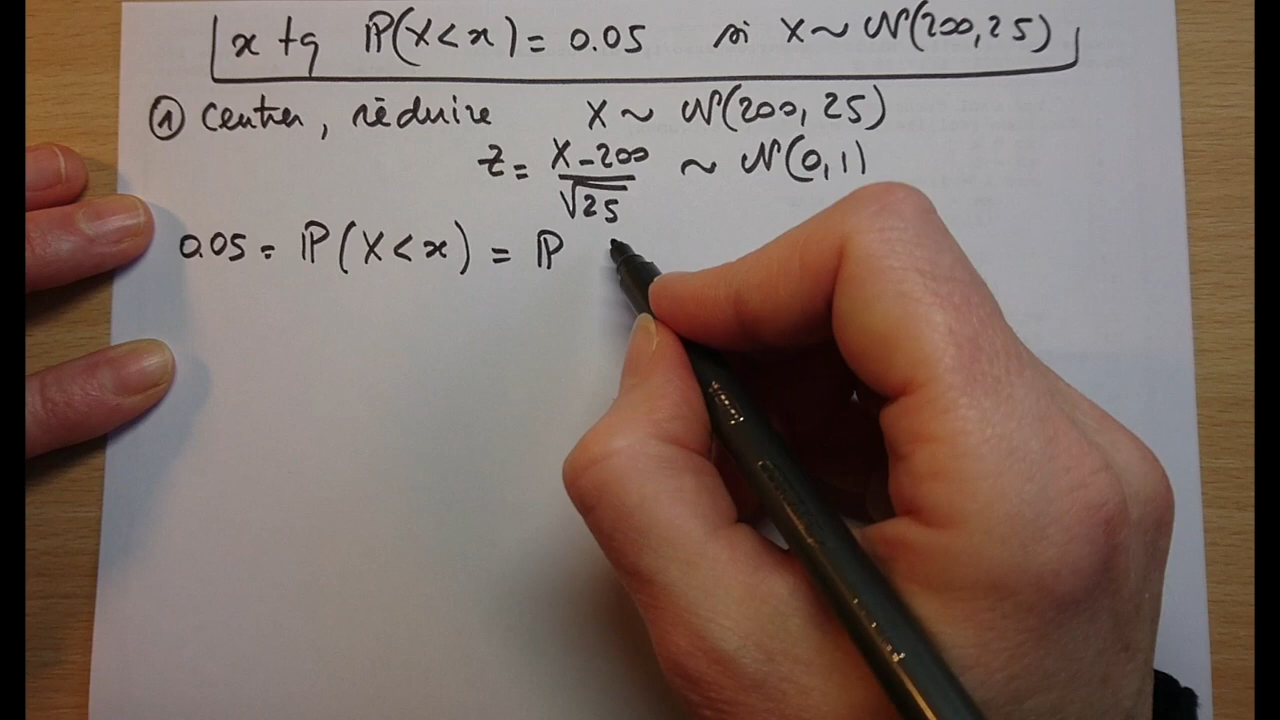 x tq P(X<x) = 0.05 si X ~ N(200,25)
① Centrer, réduire X ~ N(200, 25)
Z = X-200 / √25 ~ N(0,1)
0.05 = P(X<x) = P